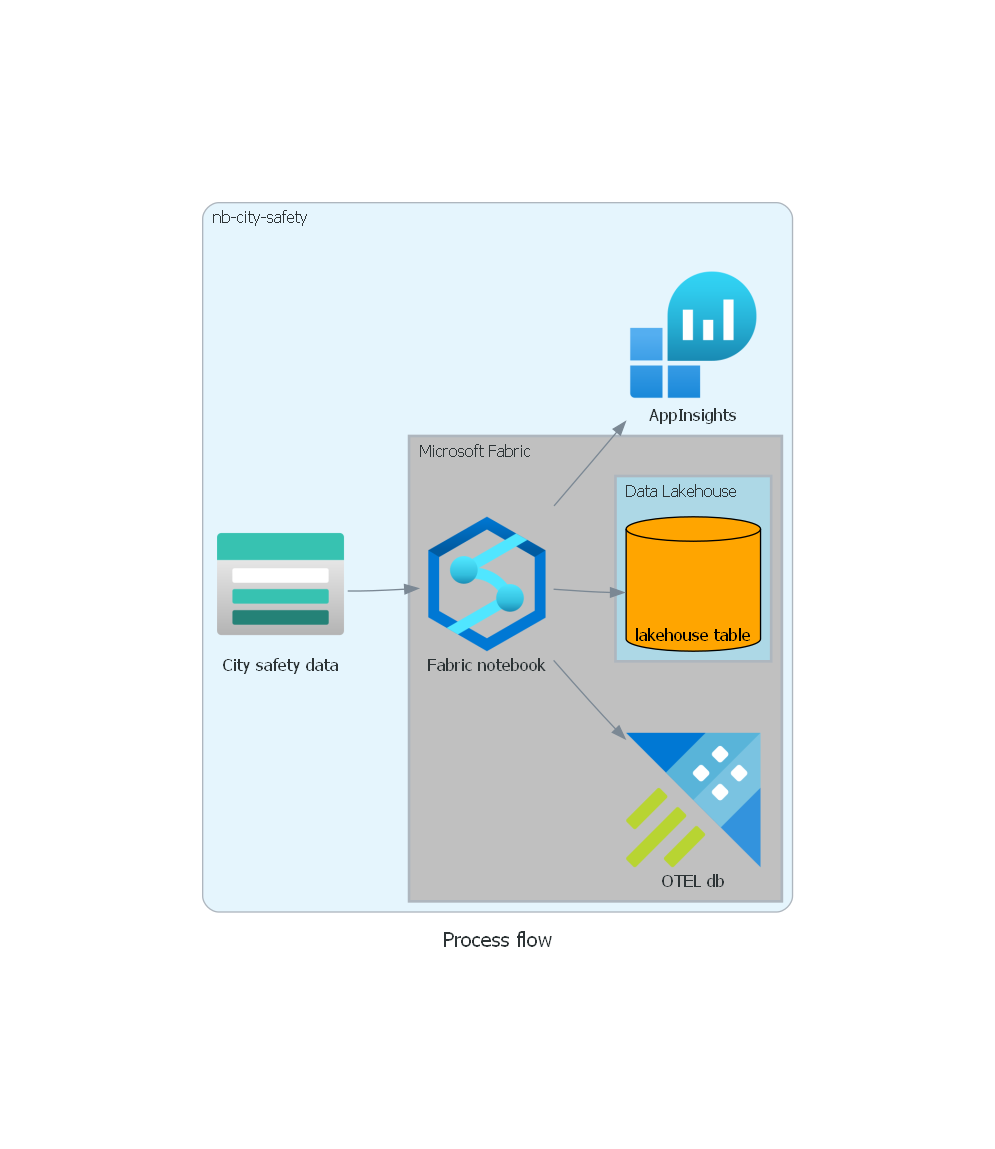 nb-city-safety
AppInsights
Microsoft Fabric
Data Lakehouse
lakehouse table
City safety data
Fabric notebook
OTEL db
Process flow